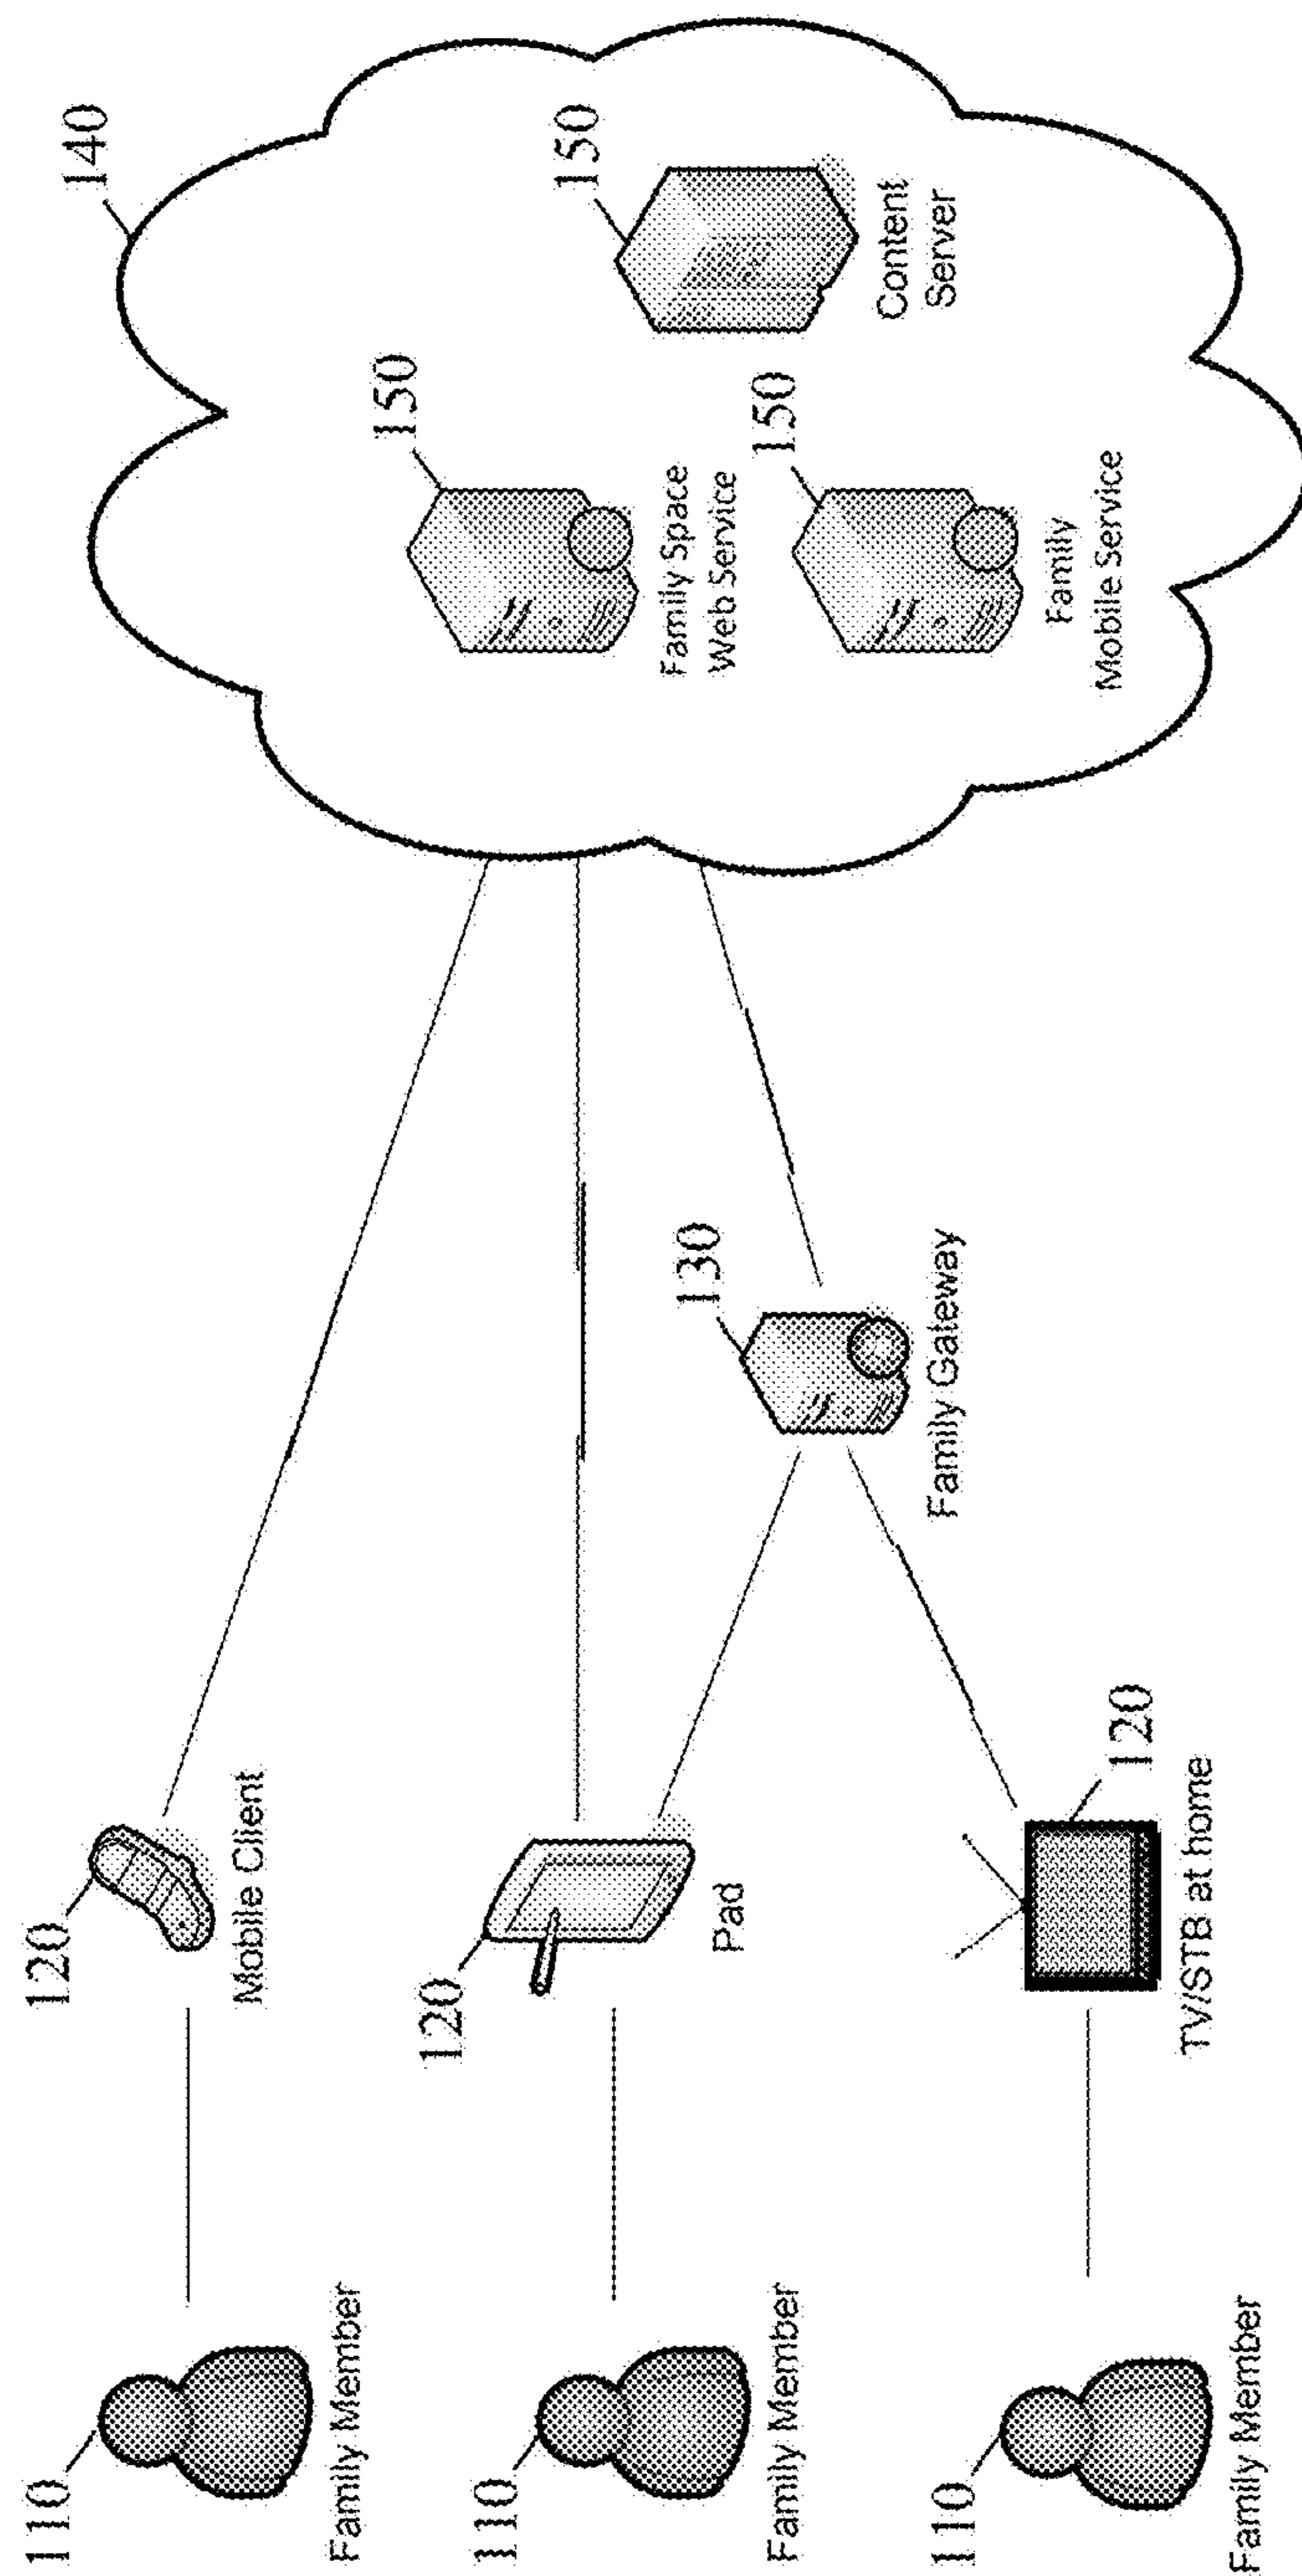 110
Family Member
120
Mobile Client
110
Family Member
120
Pad
110
Family Member
120
TV/STB at home
130
Family Gateway
140
150
Family Space
Web Service
150
Family
Mobile Service
150
Content
Server